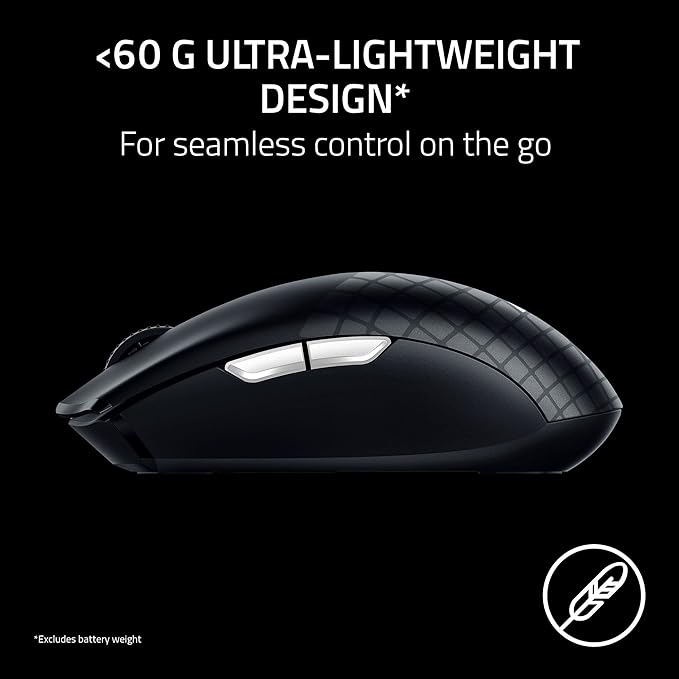 <60 G ULTRA-LIGHTWEIGHT
DESIGN*
For seamless control on the go
*Excludes battery weight